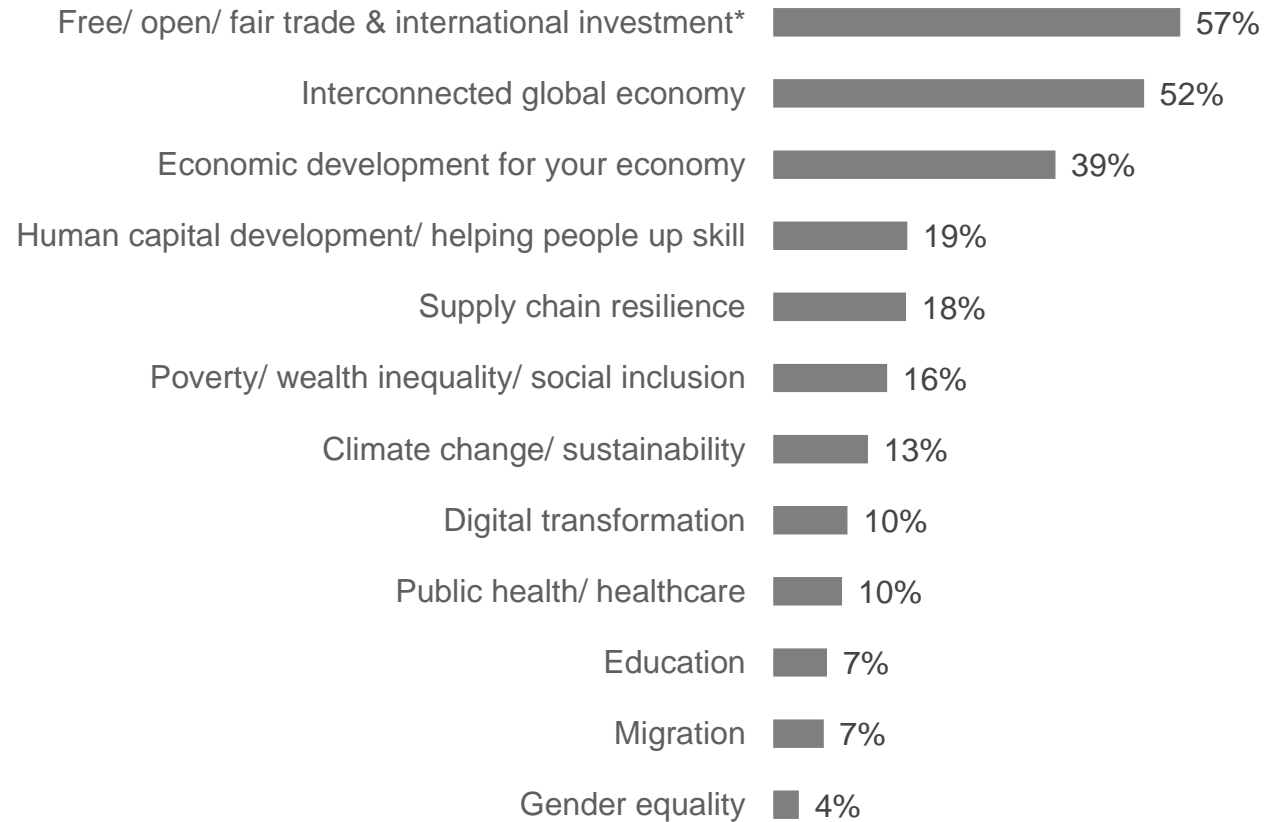 Free/ open/ fair trade & international investment* 57%
Interconnected global economy 52%
Economic development for your economy 39%
Human capital development/ helping people up skill 19%
Supply chain resilience 18%
Poverty/ wealth inequality/ social inclusion 16%
Climate change/ sustainability 13%
Digital transformation 10%
Public health/ healthcare 10%
Education 7%
Migration 7%
Gender equality 4%